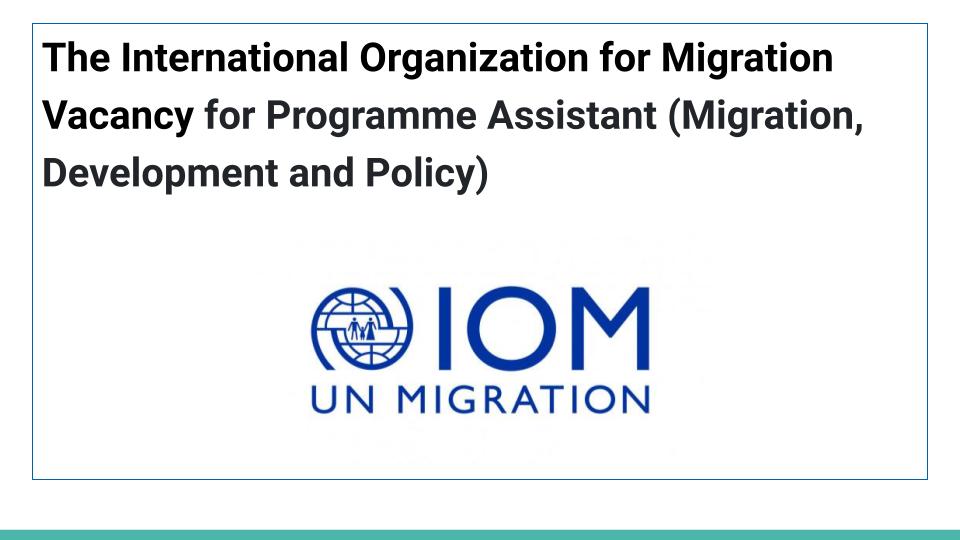 The International Organization for Migration
Vacancy for Programme Assistant (Migration,
Development and Policy)
IOM
UN MIGRATION